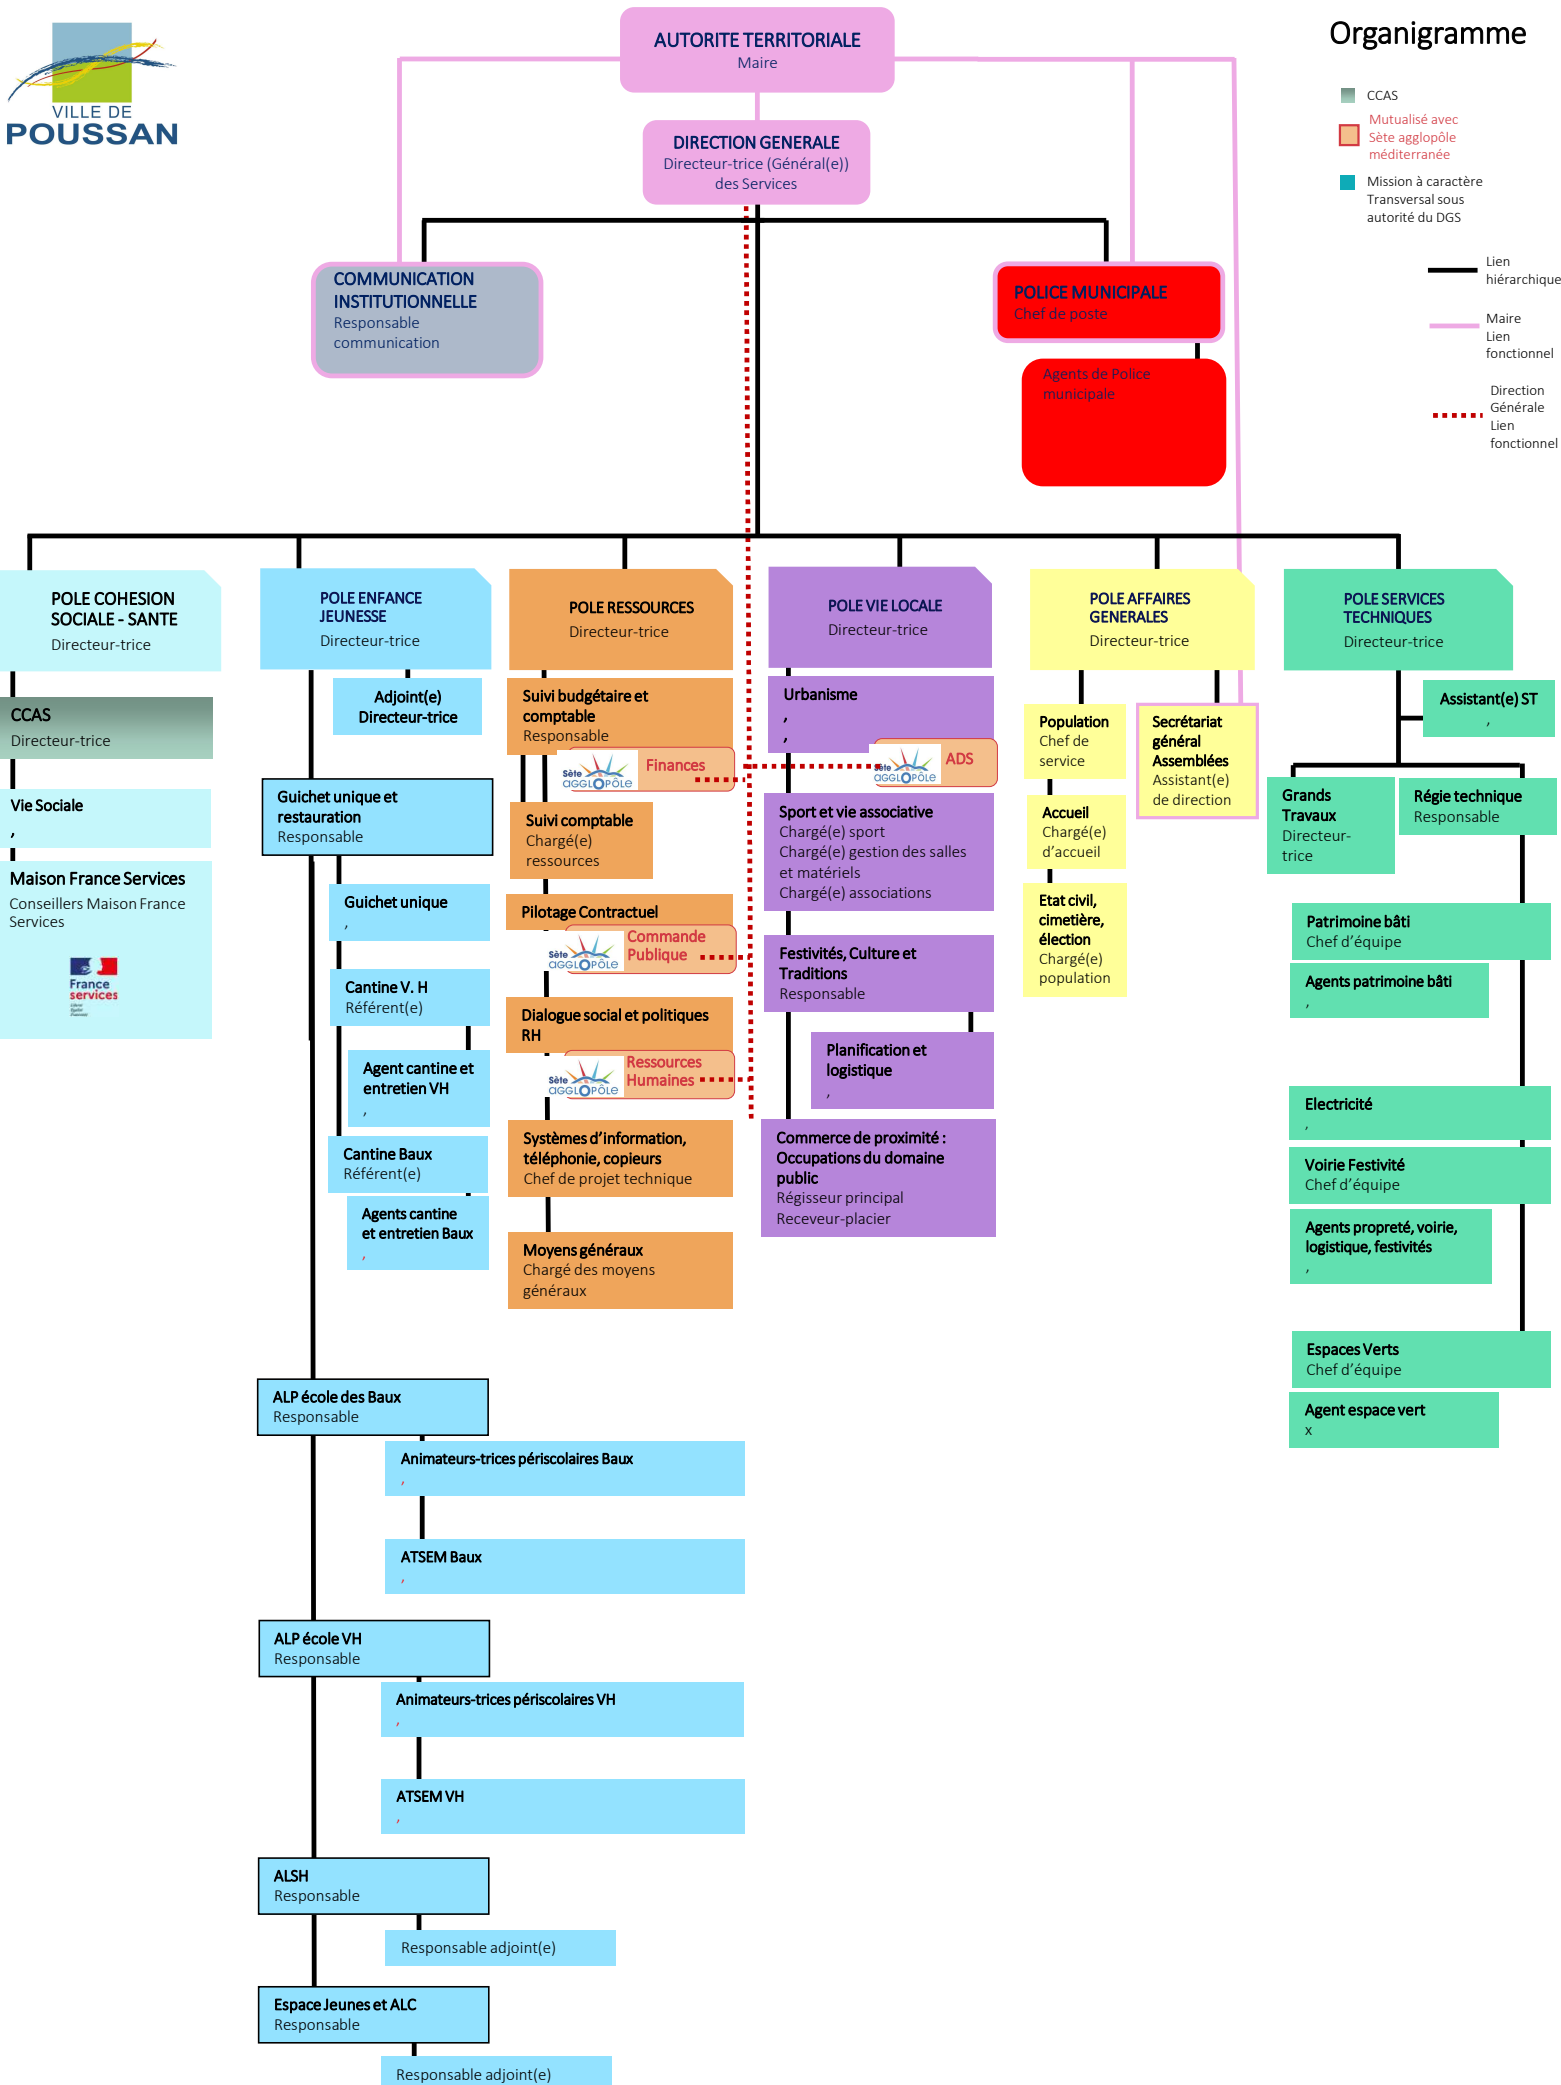 VILLE DE
POUSSAN
AUTORITE TERRITORIALE
Maire
Organigramme
CCAS
Mutualisé avec
Sète agglopôle
méditerranée
Mission à caractère
Transversal sous
autorité du DGS
Lien
hiérarchique
Maire
Lien
fonctionnel
Direction
Générale
Lien
fonctionnel
DIRECTION GENERALE
Directeur-trice (Général(e))
des Services
COMMUNICATION
INSTITUTIONNELLE
Responsable
communication
POLICE MUNICIPALE
Chef de poste
Agents de Police
municipale
POLE COHESION
SOCIALE - SANTE
Directeur-trice
CCAS
Directeur-trice
Vie Sociale
,
Maison France Services
Conseillers Maison France
Services
France
services
POLE ENFANCE
JEUNESSE
Directeur-trice
Adjoint(e)
Directeur-trice
Guichet unique et
restauration
Responsable
Guichet unique
,
Cantine V. H
Référent(e)
Agent cantine et
entretien VH
,
Cantine Baux
Référent(e)
Agents cantine
et entretien Baux
,
ALP école des Baux
Responsable
Animateurs-trices périscolaires Baux
,
ATSEM Baux
,
ALP école VH
Responsable
Animateurs-trices périscolaires VH
,
ATSEM VH
,
ALSH
Responsable
Responsable adjoint(e)
Espace Jeunes et ALC
Responsable
Responsable adjoint(e)
POLE RESSOURCES
Directeur-trice
Suivi budgétaire et
comptable
Responsable
Sète
AGGLOPÔLE
Finances
Suivi comptable
Chargé(e)
ressources
Pilotage Contractuel
Sète
AGGLOPÔLE
Commande
Publique
Dialogue social et politiques
RH
Sète
AGGLOPÔLE
Ressources
Humaines
Systèmes d'information,
téléphonie, copieurs
Chef de projet technique
Moyens généraux
Chargé des moyens
généraux
POLE VIE LOCALE
Directeur-trice
Urbanisme
,
,
Sète
AGGLOPÔLE
ADS
Sport et vie associative
Chargé(e) sport
Chargé(e) gestion des salles
et matériels
Chargé(e) associations
Festivités, Culture et
Traditions
Responsable
Planification et
logistique
,
Commerce de proximité :
Occupations du domaine
public
Régisseur principal
Receveur-placier
POLE AFFAIRES
GENERALES
Directeur-trice
Population
Chef de
service
Accueil
Chargé(e)
d'accueil
Etat civil,
cimetière,
élection
Chargé(e)
population
Secrétariat
général
Assemblées
Assistant(e)
de direction
POLE SERVICES
TECHNIQUES
Directeur-trice
Assistant(e) ST
,
Grands
Travaux
Directeur-
trice
Régie technique
Responsable
Patrimoine bâti
Chef d'équipe
Agents patrimoine bâti
,
Electricité
,
Voirie Festivité
Chef d'équipe
Agents propreté, voirie,
logistique, festivités
,
Espaces Verts
Chef d'équipe
Agent espace vert
x